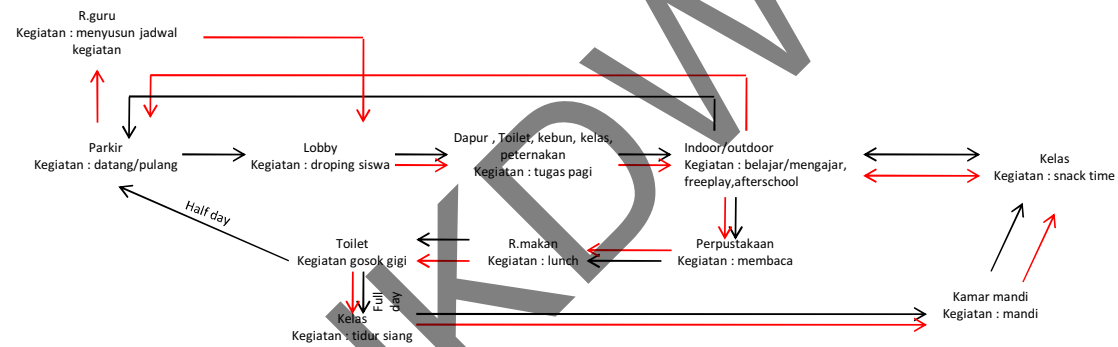 R.guru
Kegiatan : menyusun jadwal
kegiatan
Parkir
Kegiatan : datang/pulang
Lobby
Kegiatan : droping siswa
Dapur , Toilet, kebun, kelas,
peternakan
Kegiatan : tugas pagi
Indoor/outdoor
Kegiatan : belajar/mengajar,
freeplay,afterschool
Kelas
Kegiatan : snack time
Half day
Toilet
Kegiatan gosok gigi
R.makan
Kegiatan : lunch
Perpustakaan
Kegiatan : membaca
Full
day
Kelas
Kegiatan : tidur siang
Kamar mandi
Kegiatan : mandi
UKDW